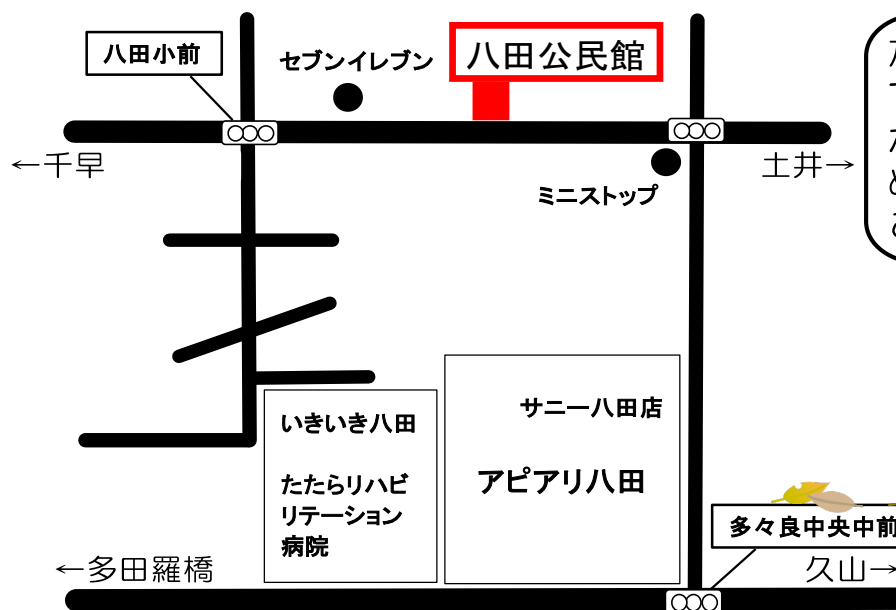 八田小前
セブンイレブン
八田公民館
←千早
土井→
ミニストップ
サニー八田店
いきいき八田
アピアリ八田
たたらリハビ
リテーション
病院
多々良中央中前
←多田羅橋
久山→